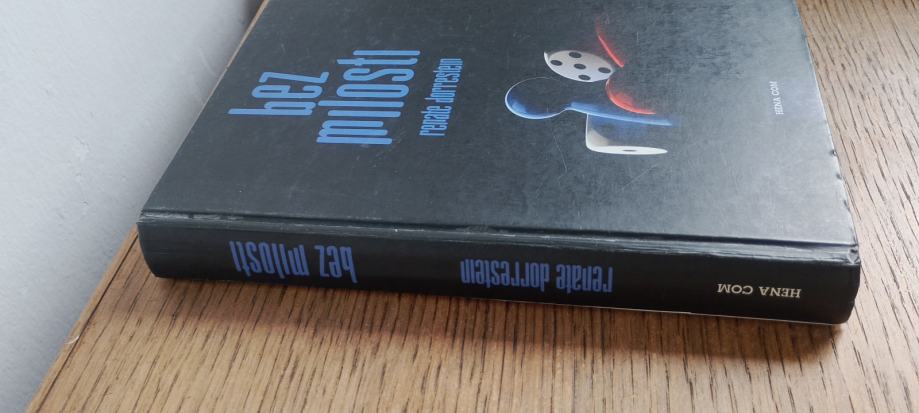 bez
milosti
renate dorrestein
HENA COM
bez milosti
renate dorrestein
HENA COM